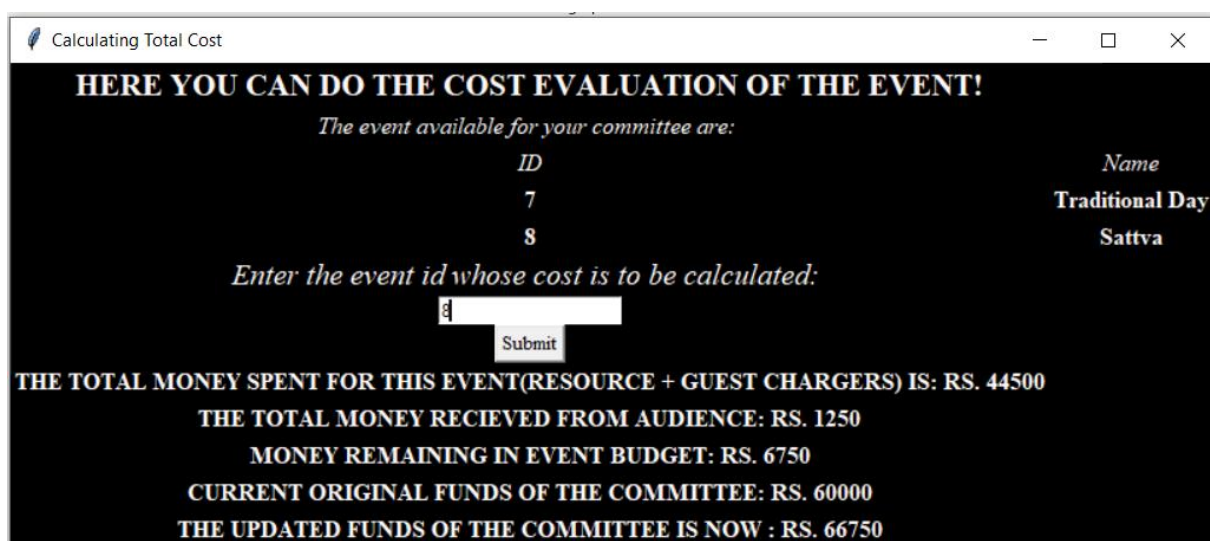 Calculating Total Cost
HERE YOU CAN DO THE COST EVALUATION OF THE EVENT!
The event available for your committee are:
ID Name
7 Traditional Day
8 Sattva
Enter the event id whose cost is to be calculated:
8
Submit
THE TOTAL MONEY SPENT FOR THIS EVENT(RESOURCE + GUEST CHARGERS) IS: RS. 44500
THE TOTAL MONEY RECIEVED FROM AUDIENCE: RS. 1250
MONEY REMAINING IN EVENT BUDGET: RS. 6750
CURRENT ORIGINAL FUNDS OF THE COMMITTEE: RS. 60000
THE UPDATED FUNDS OF THE COMMITTEE IS NOW : RS. 66750